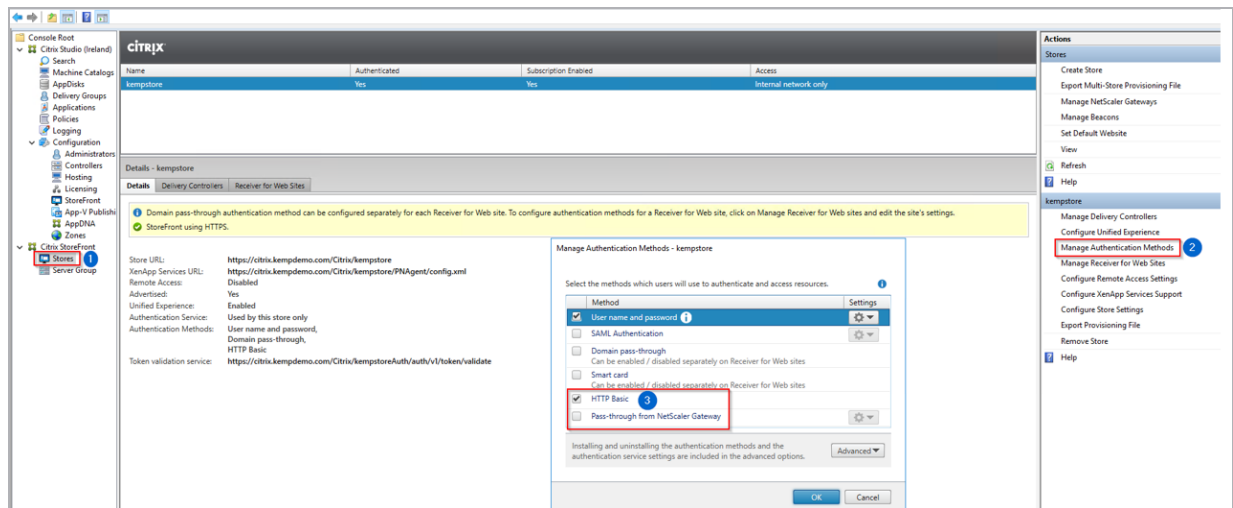 Console Root
Citrix Studio (Ireland)
Search
Machine Catalogs
AppDisks
Delivery Groups
Applications
Policies
Logging
Configuration
Administrators
Controllers
Hosting
Licensing
StoreFront
App-V Publishi
AppDNA
Zones
Citrix StoreFront
Stores 1
Server Group
CİTRIX
Name Authenticated Subscription Enabled Access
kempstore Yes Yes Internal network only
Details - kempstore
Details Delivery Controllers Receiver for Web Sites
Domain pass-through authentication method can be configured separately for each Receiver for Web site. To configure authentication methods for a Receiver for Web site, click on Manage Receiver for Web sites and edit the site's settings.
StoreFront using HTTPS.
Store URL: https://citrix.kempdemo.com/Citrix/kempstore
XenApp Services URL: https://citrix.kempdemo.com/Citrix/kempstore/PNAgent/config.xml
Remote Access: Disabled
Advertised: Yes
Unified Experience: Enabled
Authentication Service: Used by this store only
Authentication Methods: User name and password,
Domain pass-through,
HTTP Basic
Token validation service: https://citrix.kempdemo.com/Citrix/kempstoreAuth/auth/v1/token/validate
Manage Authentication Methods - kempstore
Select the methods which users will use to authenticate and access resources.
Method Settings
User name and password
SAML Authentication
Domain pass-through
Can be enabled / disabled separately on Receiver for Web sites
Smart card
Can be enabled / disabled separately on Receiver for Web sites
HTTP Basic 3
Pass-through from NetScaler Gateway
Installing and uninstalling the authentication methods and the
authentication service settings are included in the advanced options.
Advanced
OK Cancel
Actions
Stores
Create Store
Export Multi-Store Provisioning File
Manage NetScaler Gateways
Manage Beacons
Set Default Website
View
Refresh
Help
kempstore
Manage Delivery Controllers
Configure Unified Experience
Manage Authentication Methods 2
Manage Receiver for Web Sites
Configure Remote Access Settings
Configure XenApp Services Support
Configure Store Settings
Export Provisioning File
Remove Store
Help